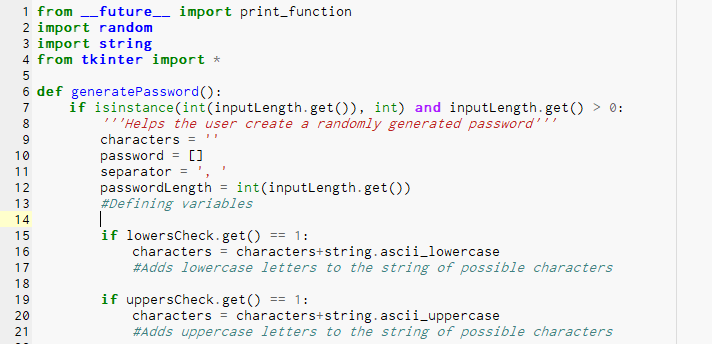 1 from __future__ import print_function
2 import random
3 import string
4 from tkinter import *
5
6 def generatePassword():
7     if isinstance(int(inputLength.get()), int) and inputLength.get() > 0:
8         '''Helps the user create a randomly generated password'''
9         characters = ''
10         password = []
11         separator = ', '
12         passwordLength = int(inputLength.get())
13         #Defining variables
14
15         if lowersCheck.get() == 1:
16             characters = characters+string.ascii_lowercase
17             #Adds lowercase letters to the string of possible characters
18
19         if uppersCheck.get() == 1:
20             characters = characters+string.ascii_uppercase
21             #Adds uppercase letters to the string of possible characters